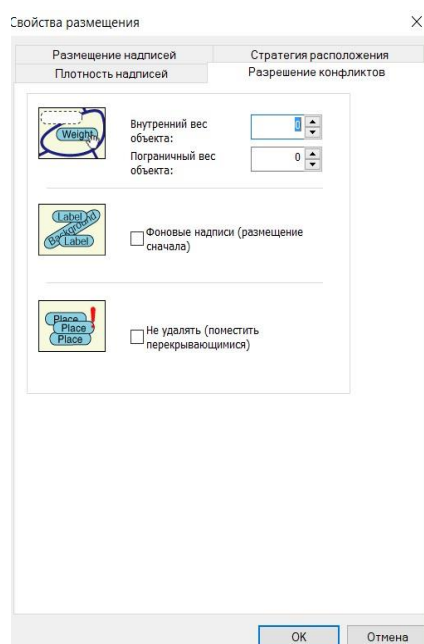 Свойства размещения
Размещение надписей
Стратегия расположения
Плотность надписей
Разрешение конфликтов
Weight
Внутренний вес
объекта:
0
Пограничный вес
объекта:
0
Label
Background
Label
Фоновые надписи (размещение
сначала)
Place
Place
Place
Не удалять (поместить
перекрывающимися)
OK
Отмена